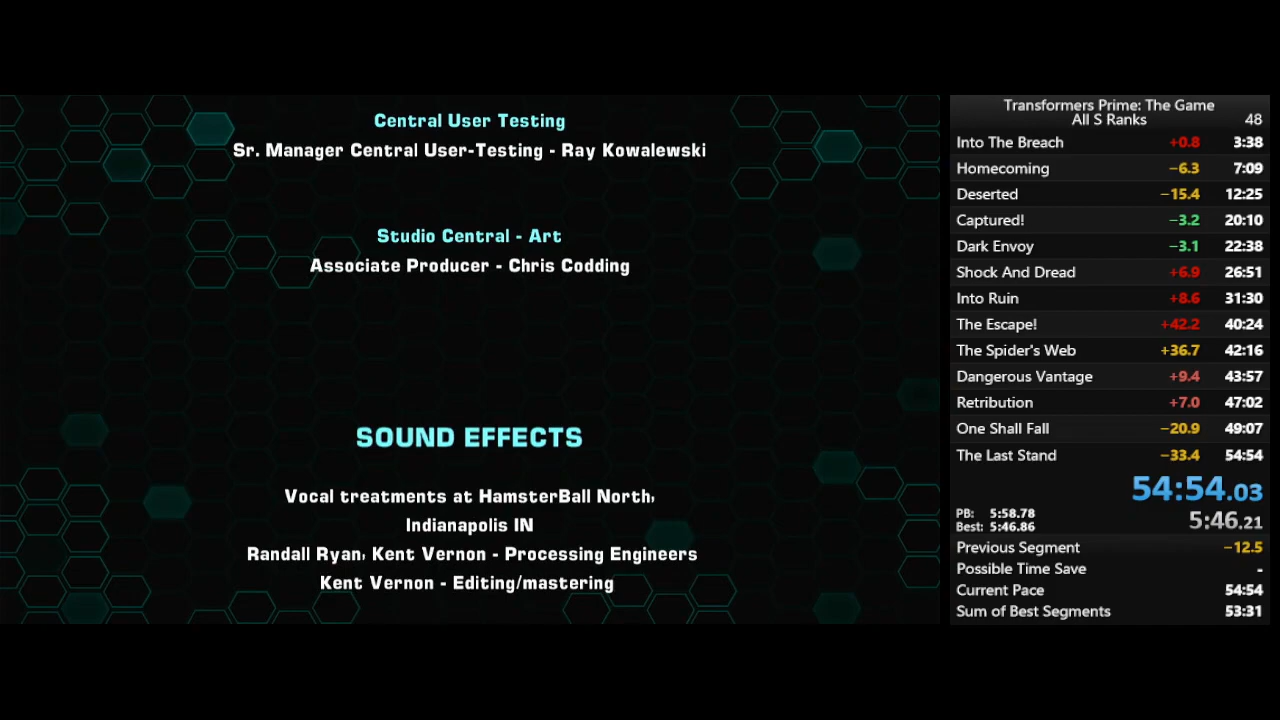 Central User Testing
Sr. Manager Central User-Testing - Ray Kowalewski
Studio Central - Art
Associate Producer - Chris Codding
SOUND EFFECTS
Vocal treatments at HamsterBall North,
Indianapolis IN
Randall Ryan, Kent Vernon - Processing Engineers
Kent Vernon - Editing/mastering
Transformers Prime: The Game
All S Ranks 48
Into The Breach +0.8 3:38
Homecoming −6.3 7:09
Deserted −15.4 12:25
Captured! −3.2 20:10
Dark Envoy −3.1 22:38
Shock And Dread +6.9 26:51
Into Ruin +8.6 31:30
The Escape! +42.2 40:24
The Spider's Web +36.7 42:16
Dangerous Vantage +9.4 43:57
Retribution +7.0 47:02
One Shall Fall −20.9 49:07
The Last Stand −33.4 54:54
54:54.03
PB: 5:58.78
Best: 5:46.86
5:46.21
Previous Segment −12.5
Possible Time Save -
Current Pace 54:54
Sum of Best Segments 53:31